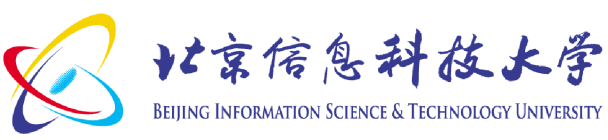 北京信息科技大学
BEIJING INFORMATION SCIENCE & TECHNOLOGY UNIVERSITY